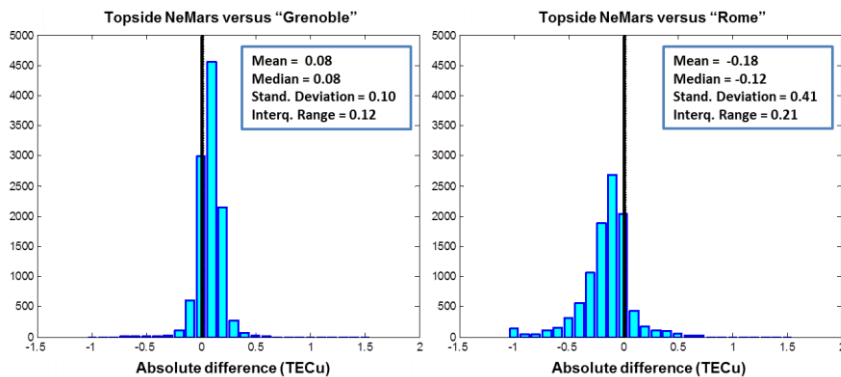 Topside NeMars versus “Grenoble”
Mean = 0.08
Median = 0.08
Stand. Deviation = 0.10
Interq. Range = 0.12
5000
4500
4000
3500
3000
2500
2000
1500
1000
500
0
-1.5 -1 -0.5 0 0.5 1 1.5 2
Absolute difference (TECu)
Topside NeMars versus “Rome”
Mean = -0.18
Median = -0.12
Stand. Deviation = 0.41
Interq. Range = 0.21
5000
4500
4000
3500
3000
2500
2000
1500
1000
500
0
-1.5 -1 -0.5 0 0.5 1 1.5 2
Absolute difference (TECu)